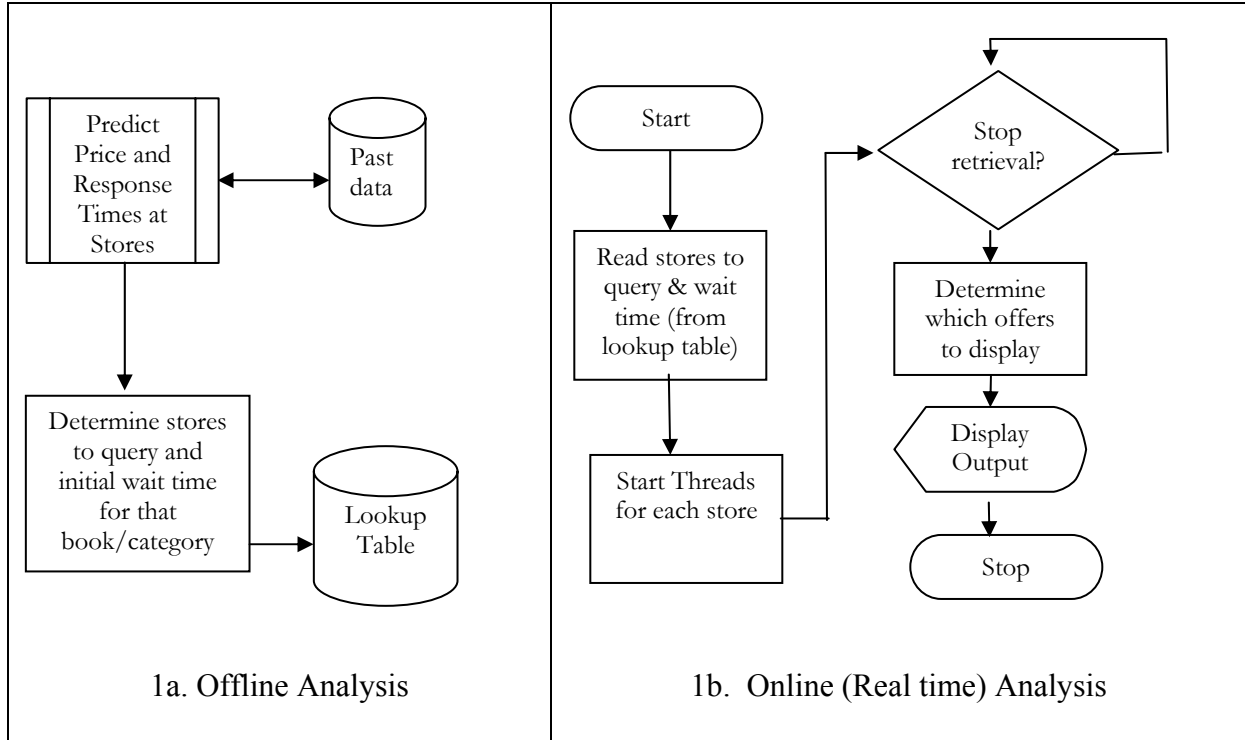 Predict
Price and
Response
Times at
Stores
Past
data
Determine stores
to query and
initial wait time
for that
book/category
Lookup
Table
1a. Offline Analysis
Start
Read stores to
query & wait
time (from
lookup table)
Start Threads
for each store
Stop
retrieval?
Determine
which offers
to display
Display
Output
Stop
1b. Online (Real time) Analysis